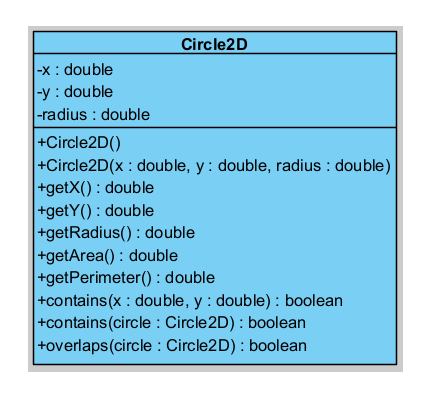 Circle2D
-x : double
-y : double
-radius : double
+Circle2D()
+Circle2D(x : double, y : double, radius : double)
+getX() : double
+getY() : double
+getRadius() : double
+getArea() : double
+getPerimeter() : double
+contains(x : double, y : double) : boolean
+contains(circle : Circle2D) : boolean
+overlaps(circle : Circle2D) : boolean